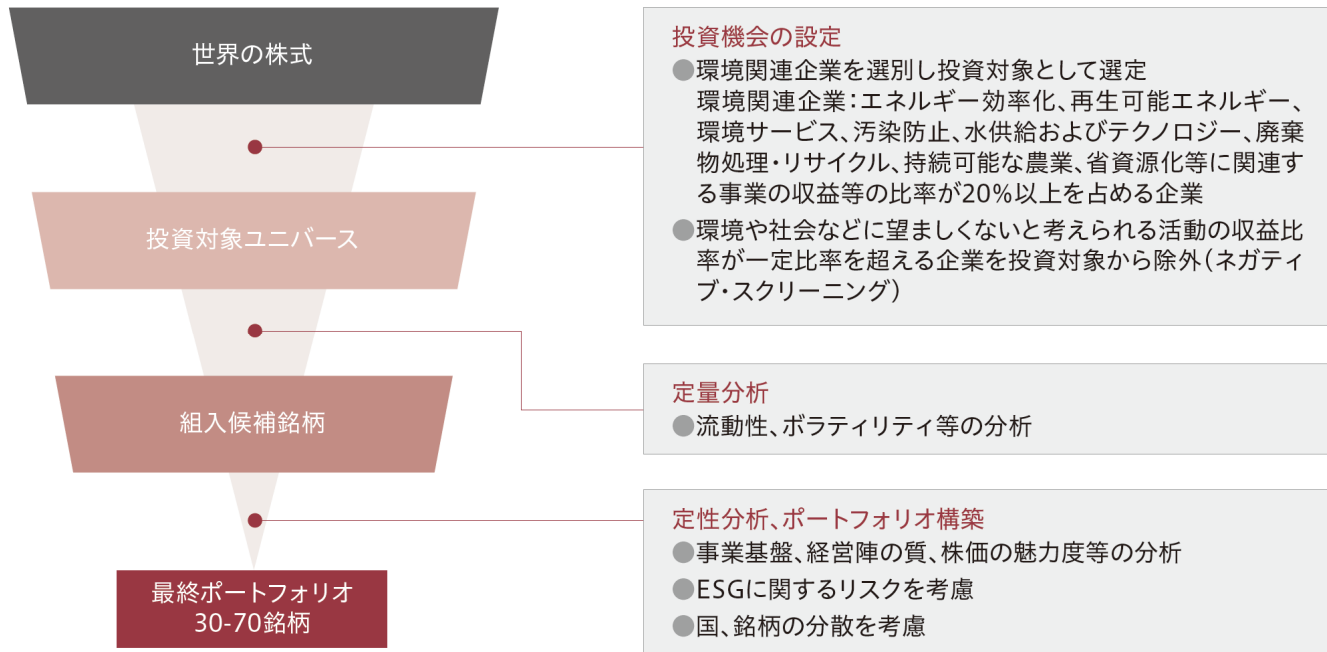 世界の株式
投資対象ユニバース
組入候補銘柄
最終ポートフォリオ
30-70銘柄
投資機会の設定
●環境関連企業を選別し投資対象として選定
環境関連企業：エネルギー効率化、再生可能エネルギー、
環境サービス、汚染防止、水供給およびテクノロジー、廃棄
物処理・リサイクル、持続可能な農業、省資源化等に関連す
る事業の収益等の比率が20%以上を占める企業
●環境や社会などに望ましくないと考えられる活動の収益比
率が一定比率を超える企業を投資対象から除外（ネガティ
ブ・スクリーニング）
定量分析
●流動性、ボラティリティ等の分析
定性分析、ポートフォリオ構築
●事業基盤、経営陣の質、株価の魅力度等の分析
●ESGに関するリスクを考慮
●国、銘柄の分散を考慮